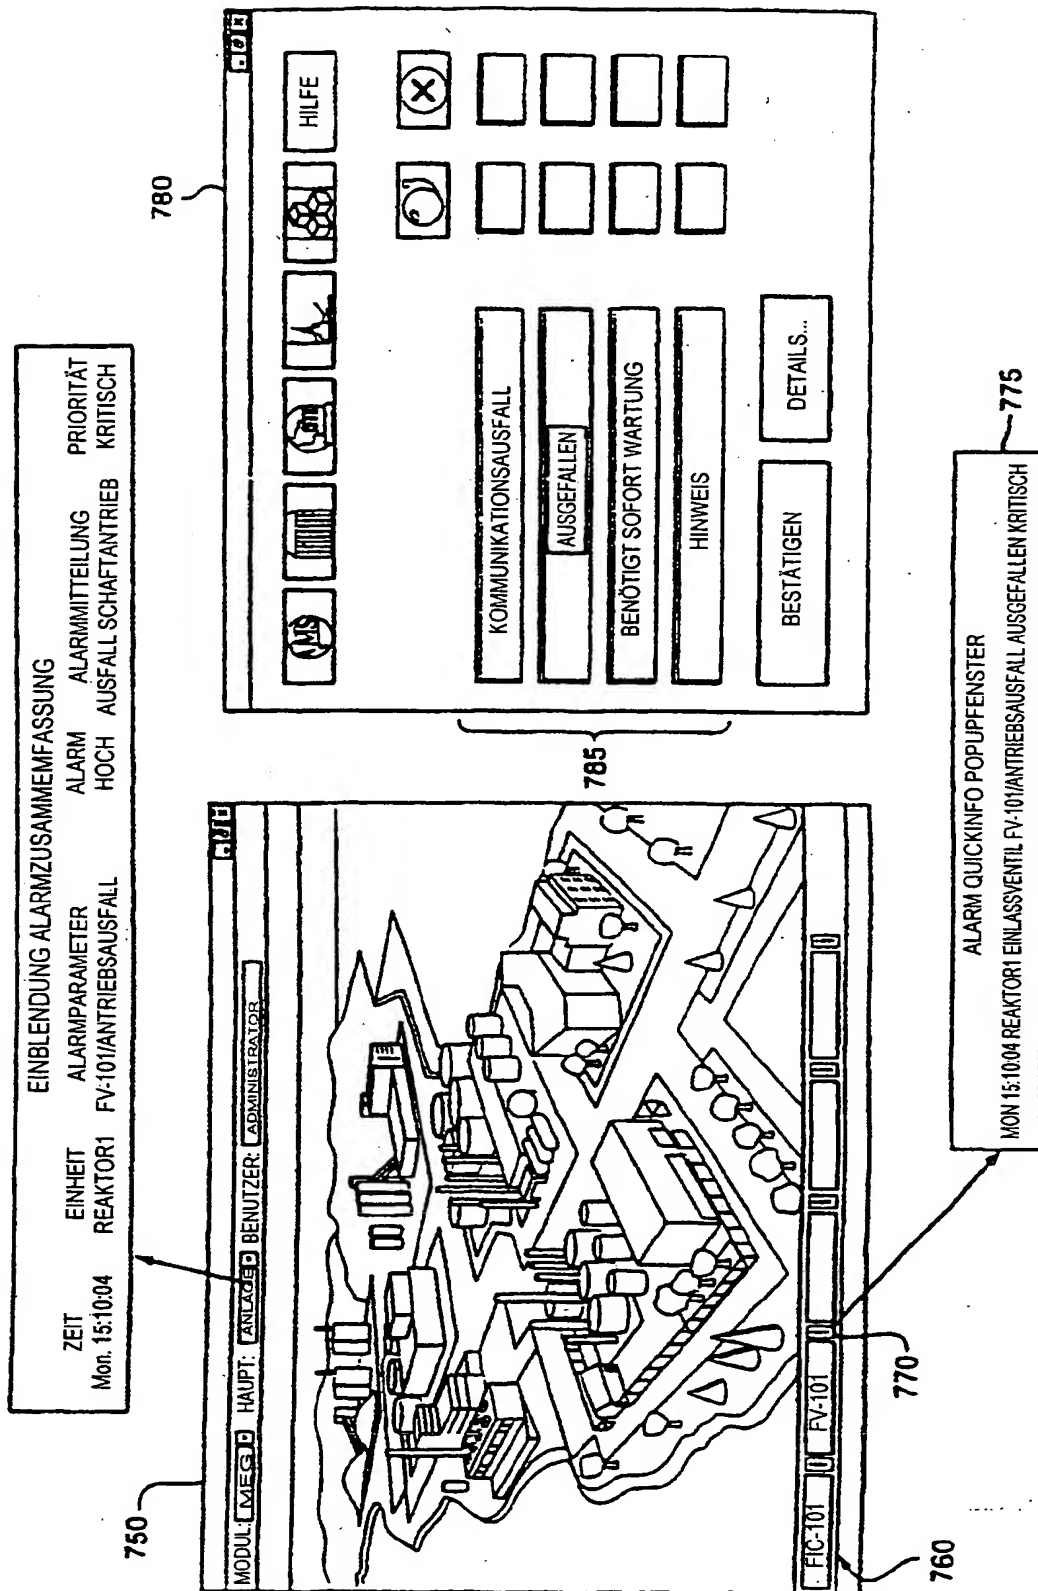 EINBLENDUNG ALARMZUSAMMEMFASSUNG
ZEIT EINHEIT ALARMPARAMETER ALARM ALARMMITTEILUNG PRIORITÄT
Mon. 15:10:04 REAKTOR1 FV-101/ANTRIEBSAUSFALL HOCH AUSFALL SCHAFTANTRIEB KRITISCH
750
MODUL: MEG HAUPT: ANLAGE BENUTZER: ADMINISTRATOR
FIC-101 FV-101
760
770
780
AMS
HILFE
785
KOMMUNIKATIONSAUSFALL
AUSGEFALLEN
BENÖTIGT SOFORT WARTUNG
HINWEIS
BESTÄTIGEN
DETAILS...
775
ALARM QUICKINFO POPUPFENSTER
MON 15:10:04 REAKTOR1 EINLASSVENTIL FV-101/ANTRIEBSAUSFALL AUSGEFALLEN KRITISCH